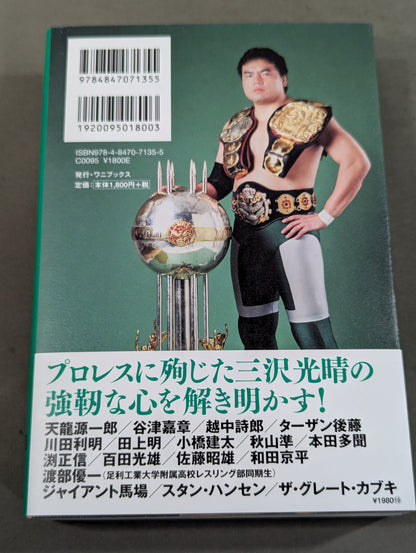 9784847071355
1920095018003
ISBN978-4-8470-7135-5
C0095 ¥1800E
発行・ワニブックス
定価：本体1,800円+税
プロレスに殉じた三沢光晴の
強靭な心を解き明かす!
天龍源一郎／谷津嘉章／越中詩郎／ターザン後藤
川田利明／田上明／小橋建太／秋山準／本田多聞
渕正信／百田光雄／佐藤昭雄／和田京平
渡部優一(足利工業大学附属高校レスリング部同期生)
ジャイアント馬場／スタン・ハンセン／ザ・グレート・カブキ
¥1980⑩